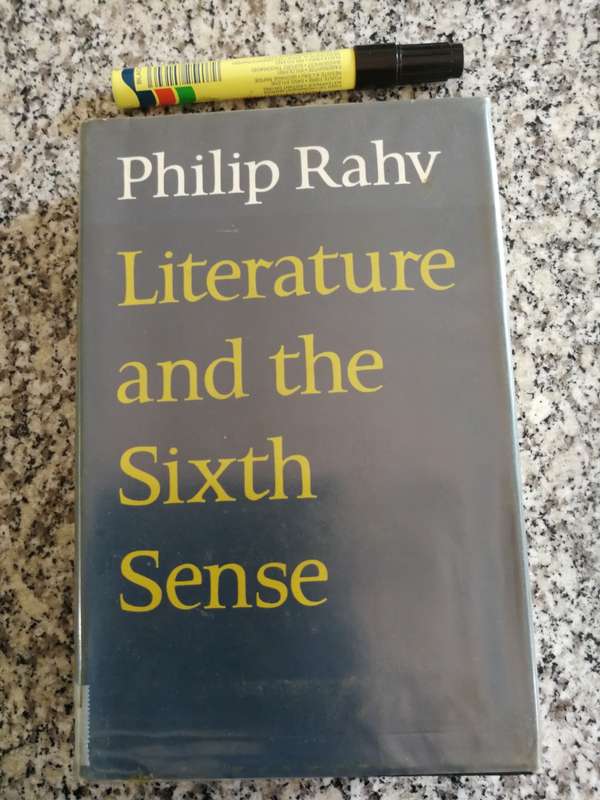 Philip Rahv
Literature
and the
Sixth
Sense